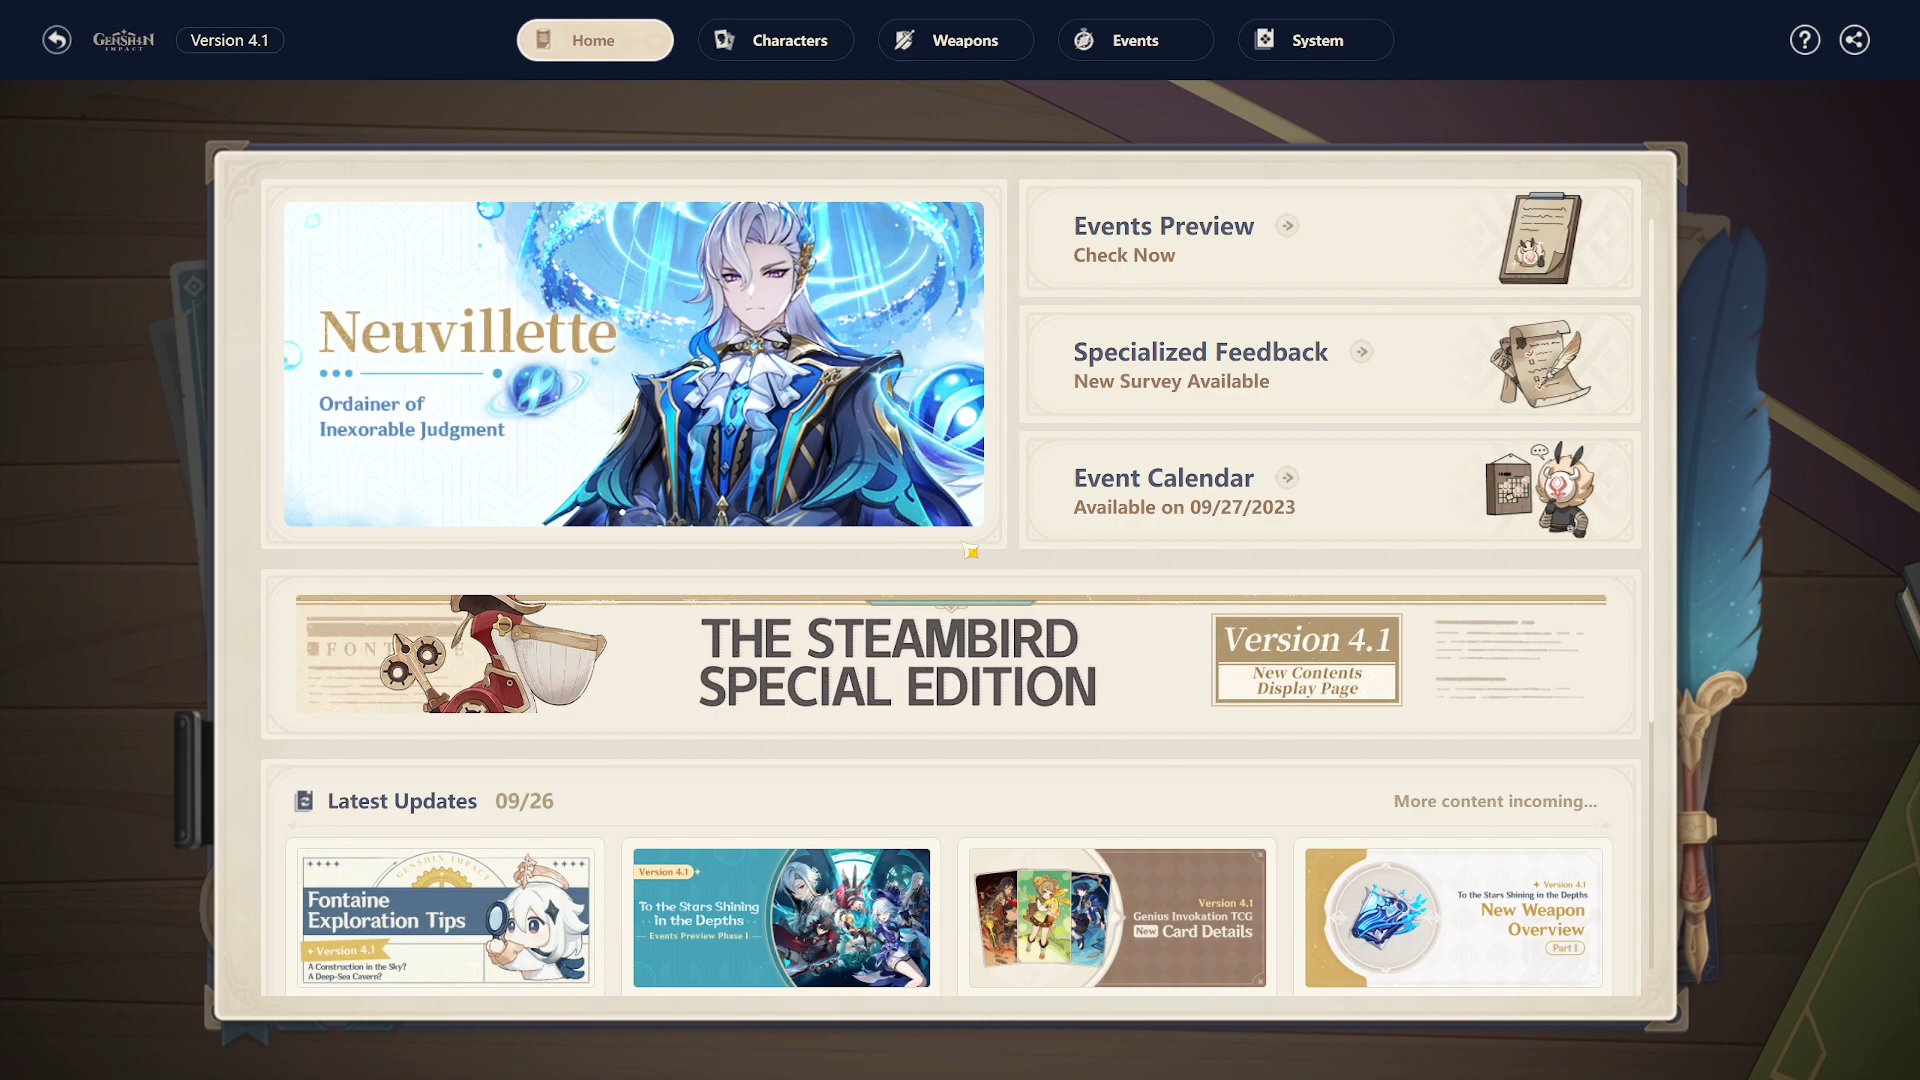 GENSHIN
IMPACT
Version 4.1
Home
Characters
Weapons
Events
System
Neuvillette
Ordainer of
Inexorable Judgment
Events Preview
Check Now
Specialized Feedback
New Survey Available
Event Calendar
Available on 09/27/2023
THE STEAMBIRD
SPECIAL EDITION
Version 4.1
New Contents
Display Page
Latest Updates 09/26
More content incoming...
GENSHIN IMPACT
Fontaine
Exploration Tips
Version 4.1
A Construction in the Sky?
A Deep-Sea Cavern?
Version 4.1
To the Stars Shining
in the Depths
Events Preview Phase I
Version 4.1
Genius Invokation TCG
New Card Details
Version 4.1
To the Stars Shining in the Depths
New Weapon
Overview
Part I